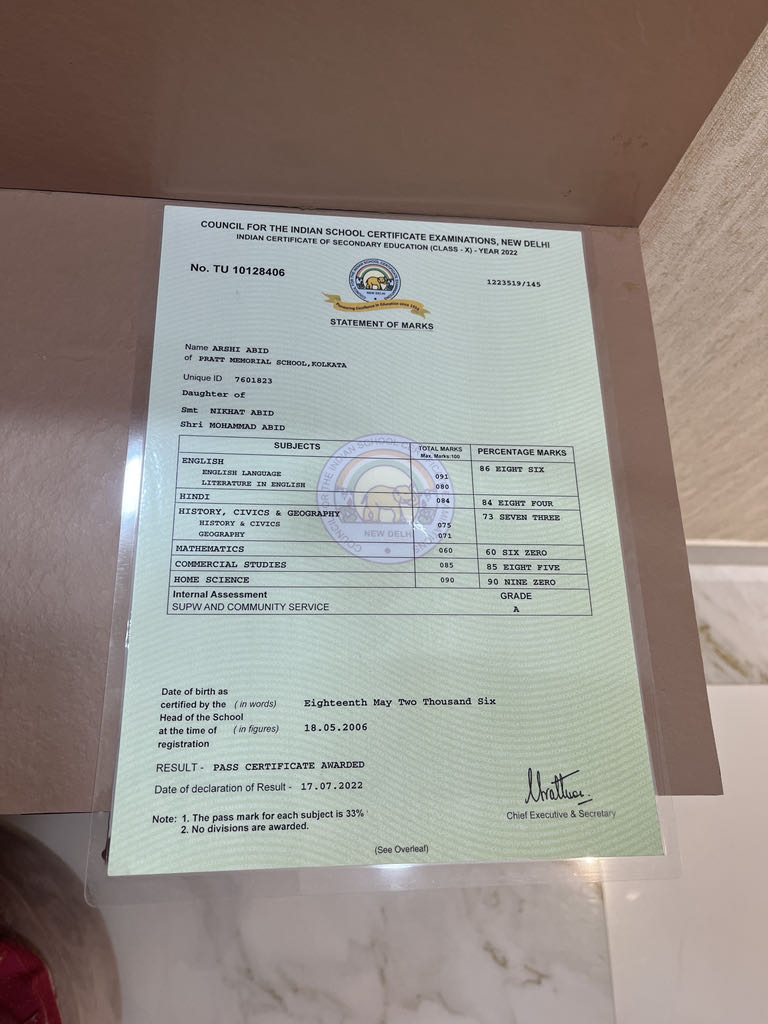 COUNCIL FOR THE INDIAN SCHOOL CERTIFICATE EXAMINATIONS, NEW DELHI
INDIAN CERTIFICATE OF SECONDARY EDUCATION (CLASS - X) - YEAR 2022
No. TU 10128406
1223519/145
NEW DELHI
STATEMENT OF MARKS
Name ARSHI ABID
of PRATT MEMORIAL SCHOOL,KOLKATA
Unique ID 7601823
Daughter of
Smt NIKHAT ABID
Shri MOHAMMAD ABID
SUBJECTS TOTAL MARKS Max. Marks:100 PERCENTAGE MARKS
ENGLISH 86 EIGHT SIX
ENGLISH LANGUAGE 091
LITERATURE IN ENGLISH 080
HINDI 084 84 EIGHT FOUR
HISTORY, CIVICS & GEOGRAPHY 73 SEVEN THREE
HISTORY & CIVICS 075
GEOGRAPHY 071
NEW DELHI
MATHEMATICS 060 60 SIX ZERO
COMMERCIAL STUDIES 085 85 EIGHT FIVE
HOME SCIENCE 090 90 NINE ZERO
Internal Assessment GRADE
SUPW AND COMMUNITY SERVICE A
Date of birth as
certified by the (in words) Eighteenth May Two Thousand Six
Head of the School
at the time of (in figures) 18.05.2006
registration
RESULT - PASS CERTIFICATE AWARDED
Date of declaration of Result - 17.07.2022
Chief Executive & Secretary
Note: 1. The pass mark for each subject is 33%
2. No divisions are awarded.
(See Overleaf)